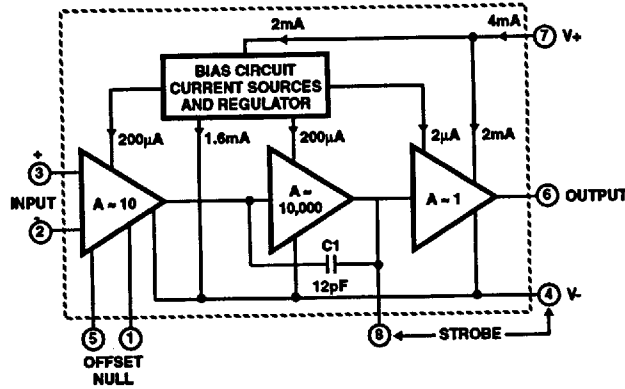 2mA
4mA
7
V+
BIAS CIRCUIT
CURRENT SOURCES
AND REGULATOR
200µA
1.6mA
200µA
2µA
2mA
+
3
INPUT
-
2
A ~ 10
A ~
10,000
A ~ 1
6
OUTPUT
C1
12pF
4
V-
5
1
8
STROBE
OFFSET
NULL